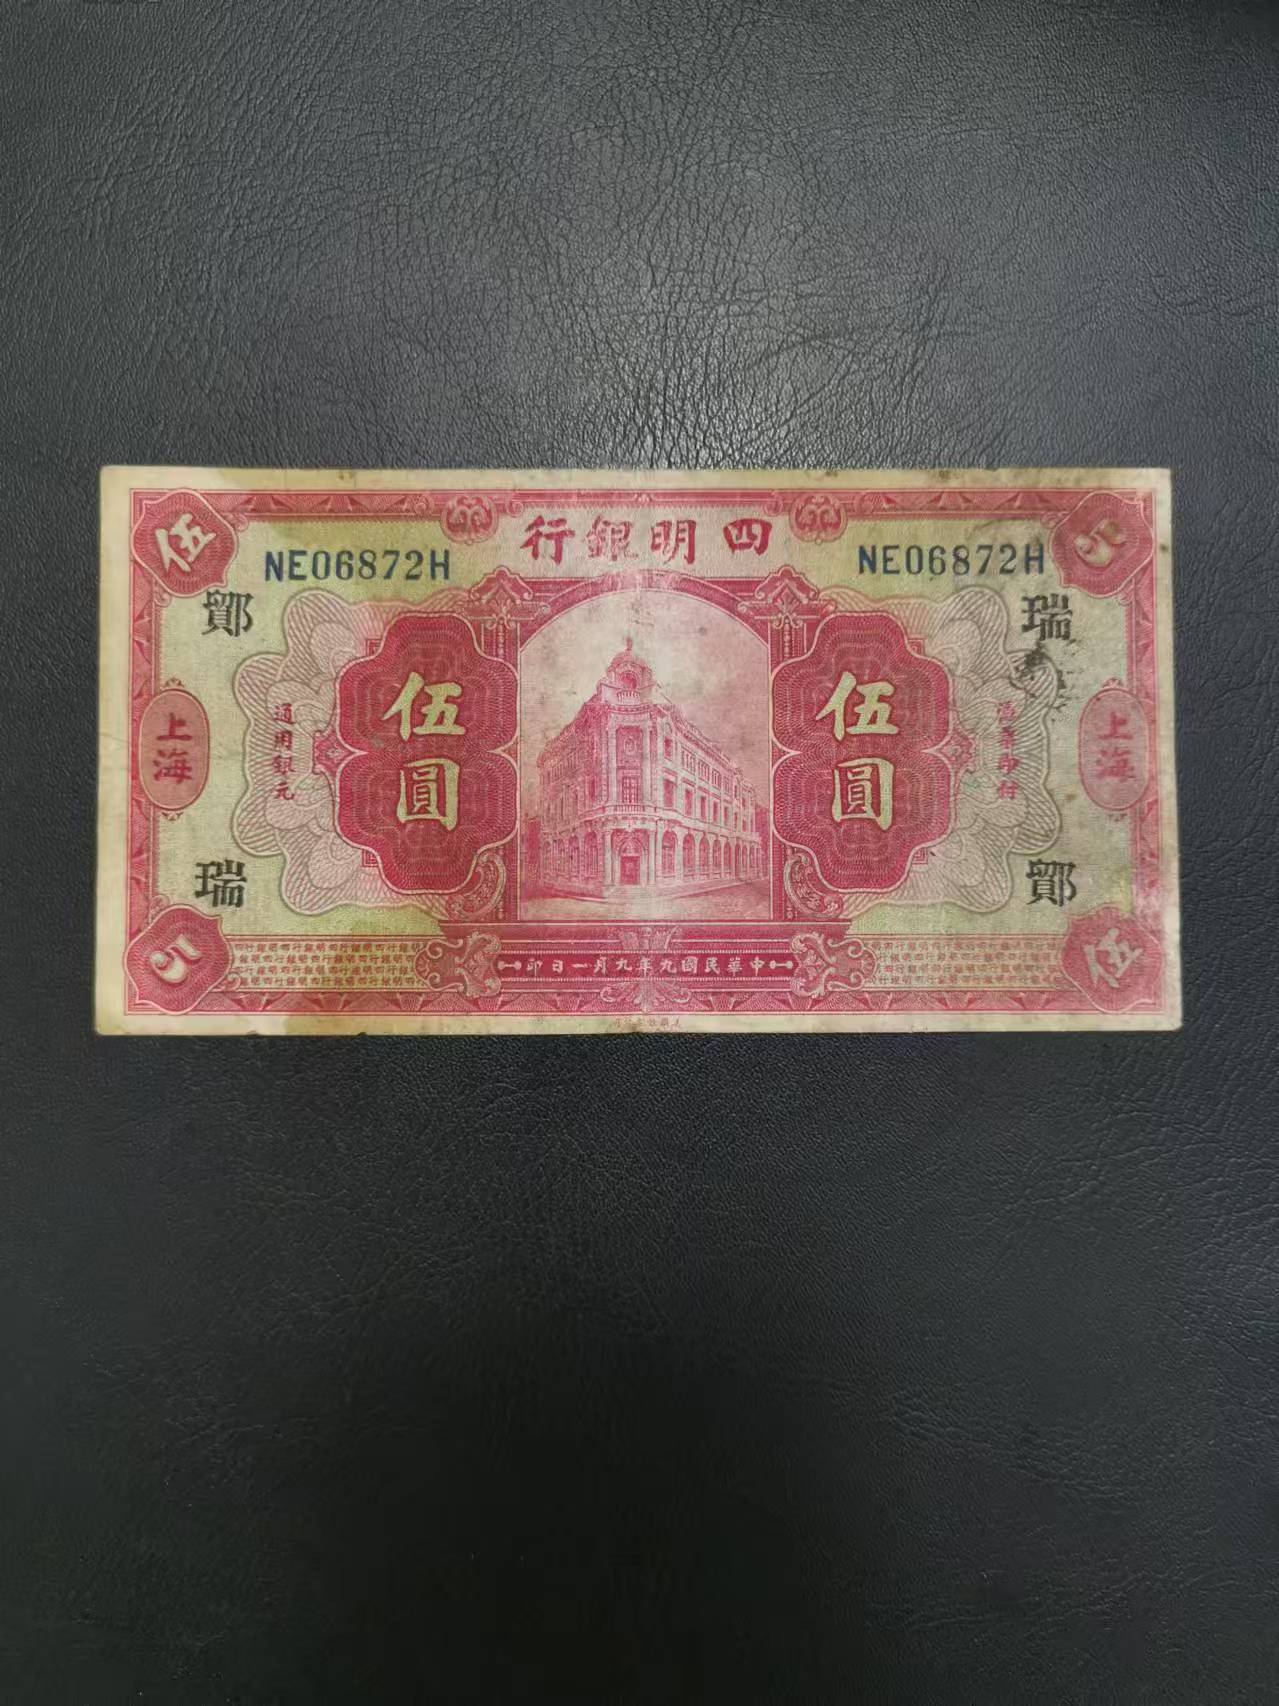 四明銀行
NE06872H
NE06872H
伍
5
鄮
瑞
上海
上海
伍圓
伍圓
通用銀元
憑票即付
瑞
鄮
5
伍
中華民國九年九月一日印